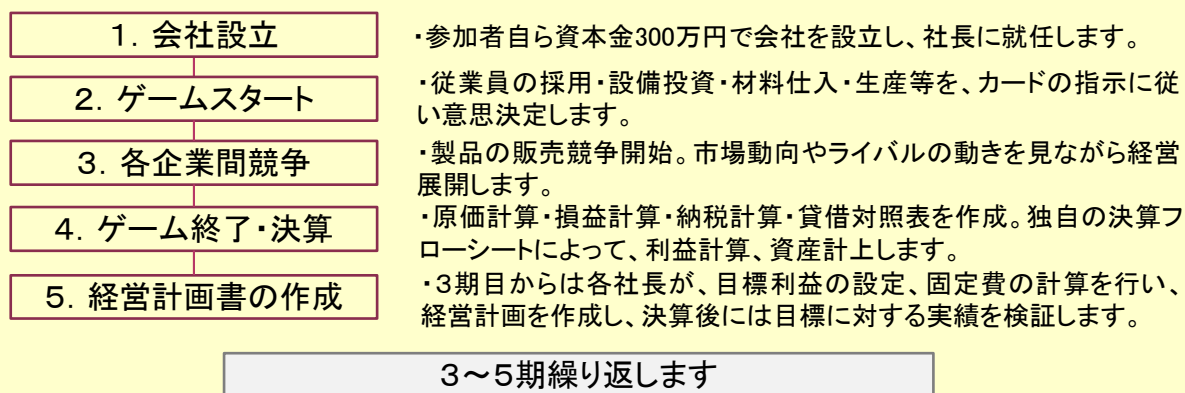 １．会社設立
・参加者自ら資本金300万円で会社を設立し、社長に就任します。
２．ゲームスタート
・従業員の採用・設備投資・材料仕入・生産等を、カードの指示に従
い意思決定します。
３．各企業間競争
・製品の販売競争開始。市場動向やライバルの動きを見ながら経営
展開します。
４．ゲーム終了・決算
・原価計算・損益計算・納税計算・貸借対照表を作成。独自の決算フ
ローシートによって、利益計算、資産計上します。
５．経営計画書の作成
・３期目からは各社長が、目標利益の設定、固定費の計算を行い、
経営計画を作成し、決算後には目標に対する実績を検証します。
３～５期繰り返します